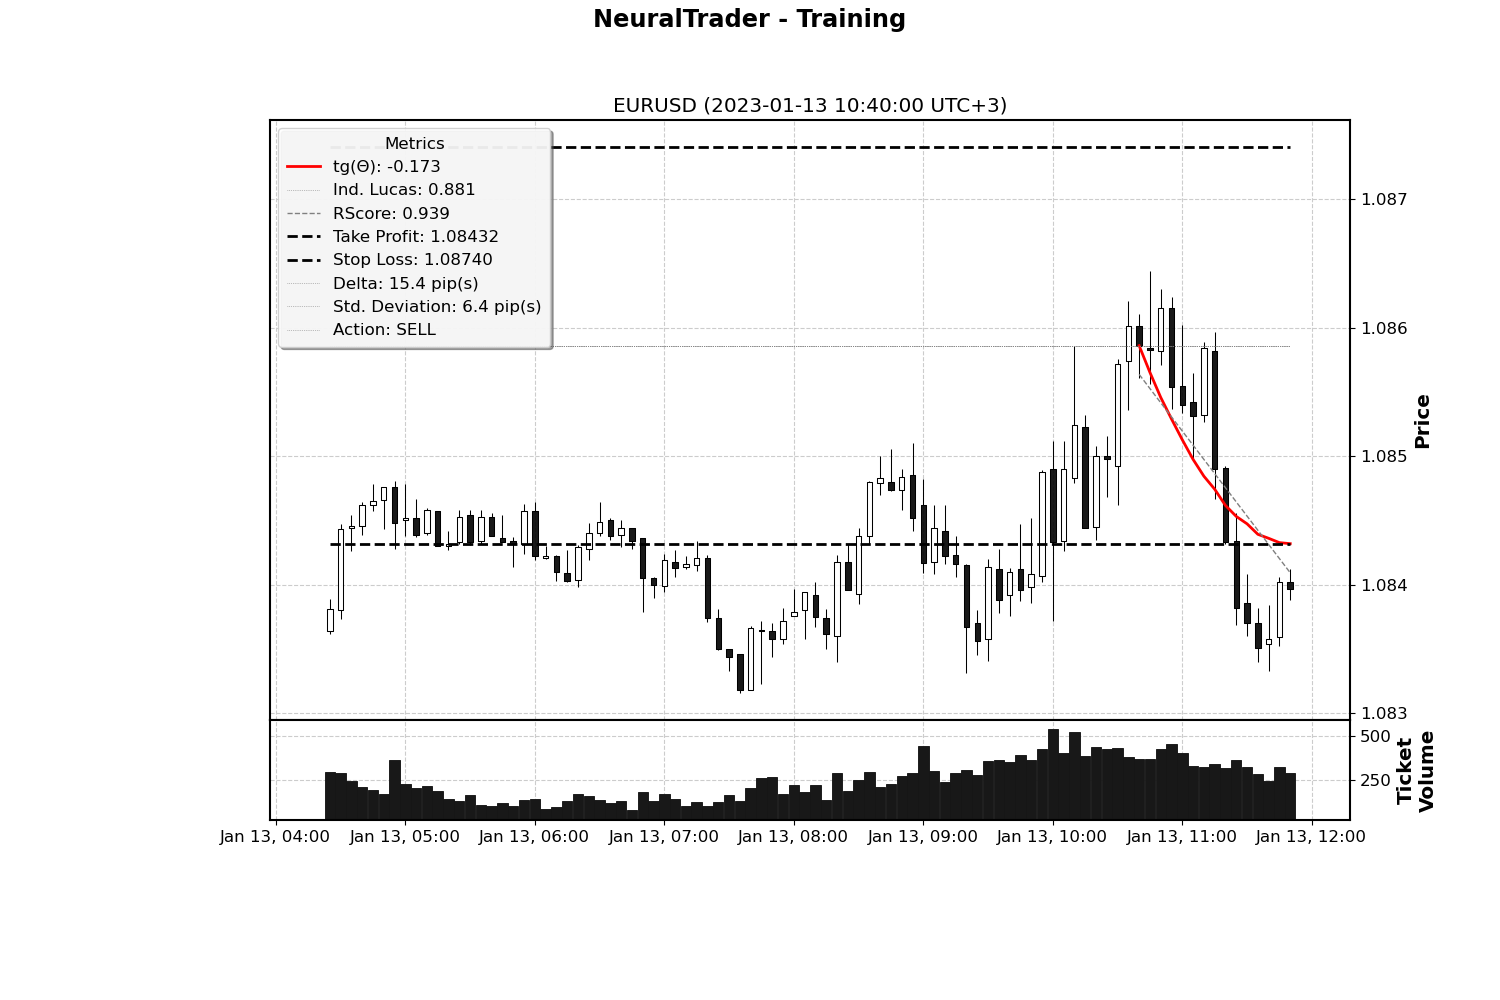 NeuralTrader - Training
EURUSD (2023-01-13 10:40:00 UTC+3)
Metrics
tg(Θ): -0.173
Ind. Lucas: 0.881
RScore: 0.939
Take Profit: 1.08432
Stop Loss: 1.08740
Delta: 15.4 pip(s)
Std. Deviation: 6.4 pip(s)
Action: SELL
1.087
1.086
1.085
1.084
1.083
Price
500
250
Ticket
Volume
Jan 13, 04:00
Jan 13, 05:00
Jan 13, 06:00
Jan 13, 07:00
Jan 13, 08:00
Jan 13, 09:00
Jan 13, 10:00
Jan 13, 11:00
Jan 13, 12:00